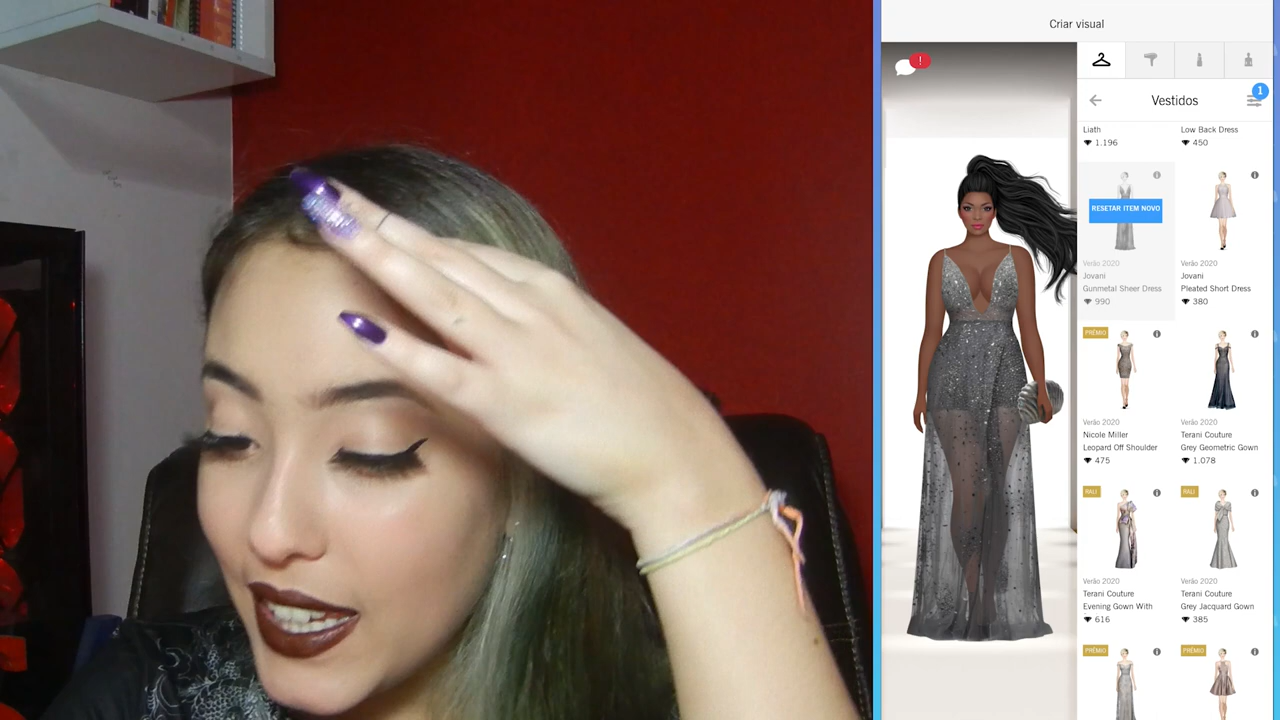 Criar visual
!
Vestidos
1
Liath
1.196
Low Back Dress
450
RESETAR ITEM NOVO
Verão 2020
Jovani
Gunmetal Sheer Dress
990
Verão 2020
Jovani
Pleated Short Dress
380
PRÊMIO
Verão 2020
Nicole Miller
Leopard Off Shoulder
475
Verão 2020
Terani Couture
Grey Geometric Gown
1.078
RALI
Verão 2020
Terani Couture
Evening Gown With
616
RALI
Verão 2020
Terani Couture
Grey Jacquard Gown
385
PRÊMIO
PRÊMIO